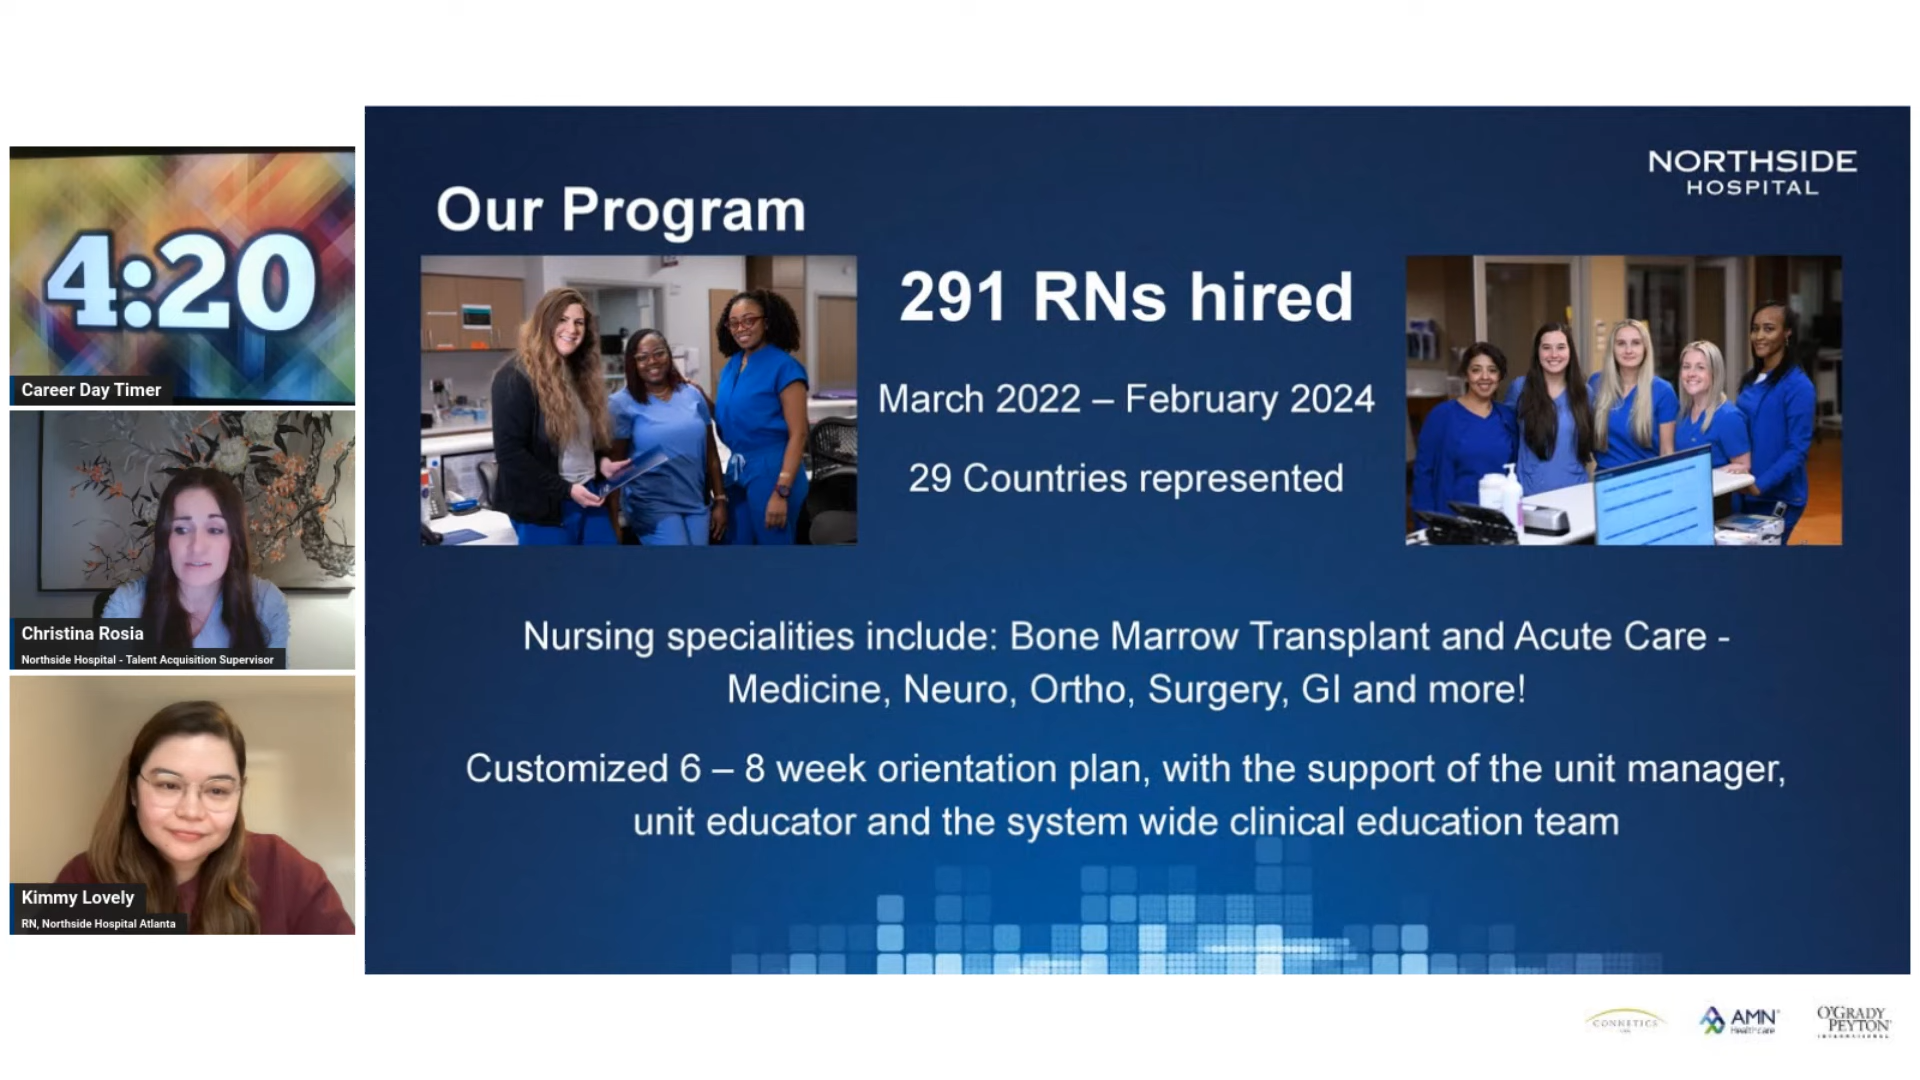 4:20
Career Day Timer
Christina Rosia
Northside Hospital - Talent Acquisition Supervisor
Kimmy Lovely
RN, Northside Hospital Atlanta
NORTHSIDE
HOSPITAL
Our Program
291 RNs hired
March 2022 – February 2024
29 Countries represented
Nursing specialities include: Bone Marrow Transplant and Acute Care -
Medicine, Neuro, Ortho, Surgery, GI and more!
Customized 6 – 8 week orientation plan, with the support of the unit manager,
unit educator and the system wide clinical education team
CONNETICS
AMN
Healthcare
O'GRADY
PEYTON
INTERNATIONAL